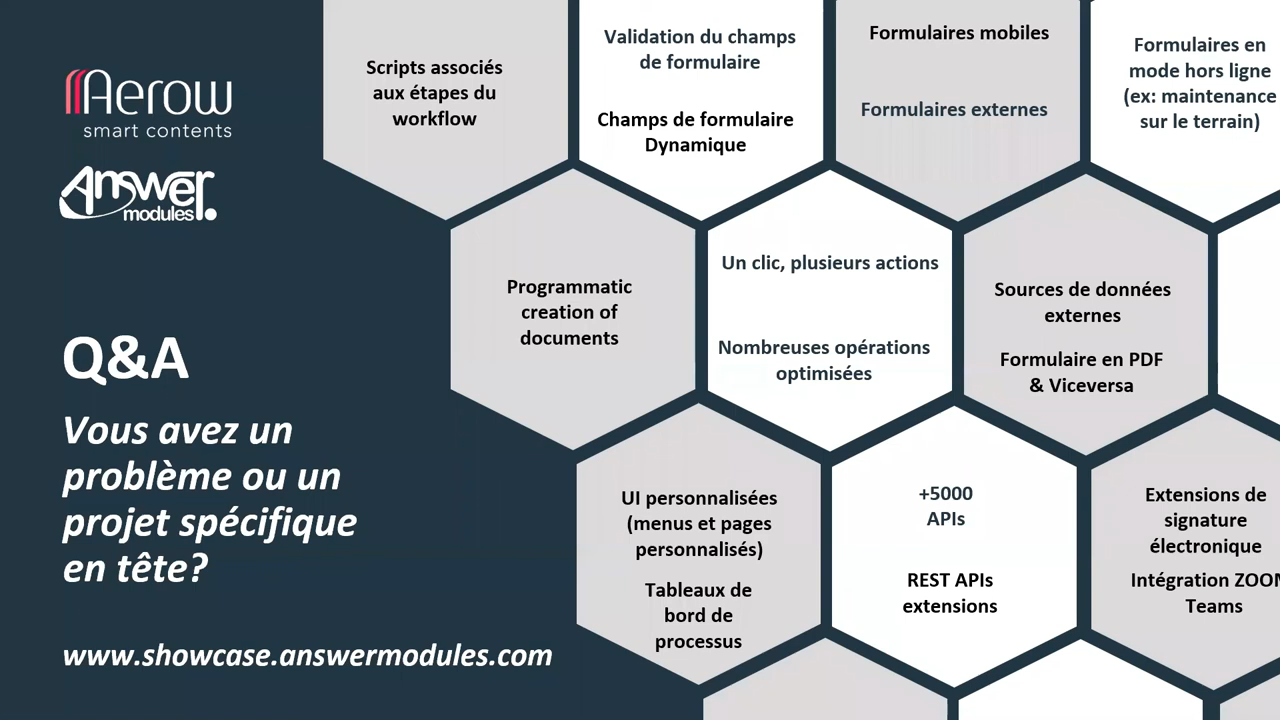 Aerow
smart contents
Answer
modules
Q&A
Vous avez un
problème ou un
projet spécifique
en tête?
www.showcase.answermodules.com
Scripts associés
aux étapes du
workflow
Validation du champs
de formulaire
Champs de formulaire
Dynamique
Formulaires mobiles
Formulaires externes
Formulaires en
mode hors ligne
(ex: maintenance
sur le terrain)
Programmatic
creation of
documents
Un clic, plusieurs actions
Nombreuses opérations
optimisées
Sources de données
externes
Formulaire en PDF
& Viceversa
UI personnalisées
(menus et pages
personnalisés)
Tableaux de
bord de
processus
+5000
APIs
REST APIs
extensions
Extensions de
signature
électronique
Intégration ZOOM
Teams